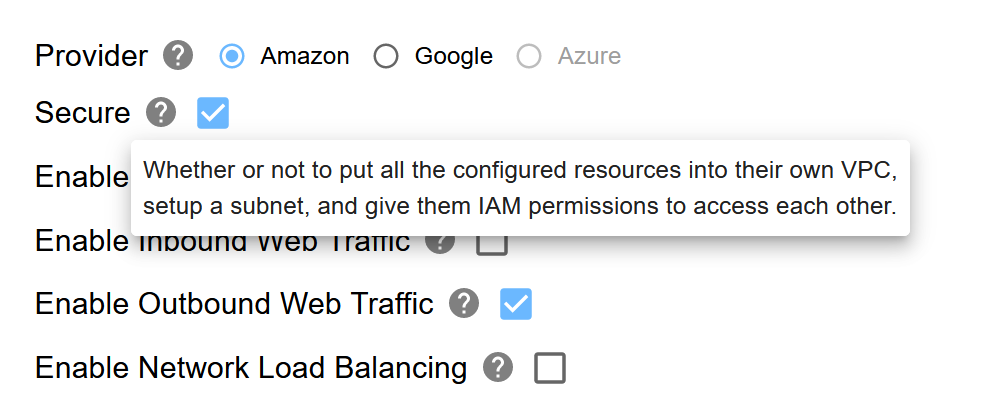 Provider ? Amazon Google Azure
Secure ?
Whether or not to put all the configured resources into their own VPC,
setup a subnet, and give them IAM permissions to access each other.
Enable
Enable Inbound Web Traffic ?
Enable Outbound Web Traffic ?
Enable Network Load Balancing ?